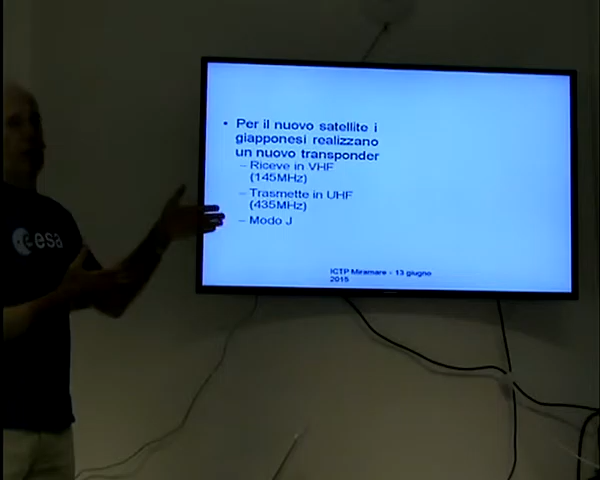 • Per il nuovo satellite i
giapponesi realizzano
un nuovo transponder
– Riceve in VHF
(145MHz)
– Trasmette in UHF
(435MHz)
– Modo J
ICTP Miramare - 13 giugno
2015
esa